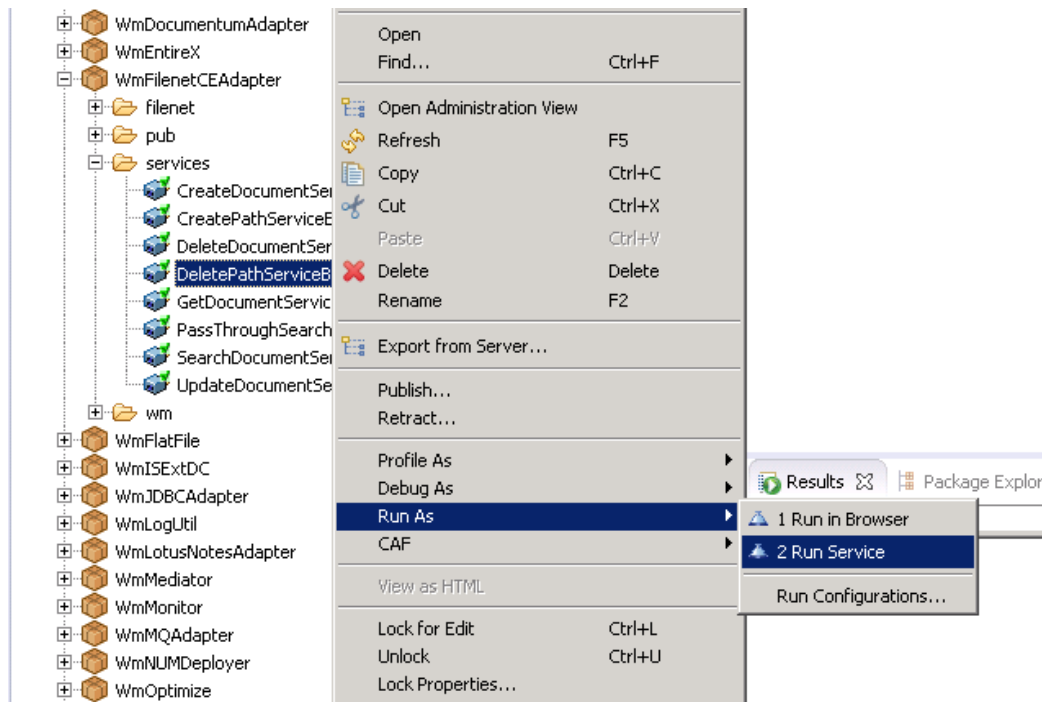 WmDocumentumAdapter
WmEntireX
WmFilenetCEAdapter
filenet
pub
services
CreateDocumentSer
CreatePathServiceB
DeleteDocumentSer
DeletePathServiceB
GetDocumentServic
PassThroughSearch
SearchDocumentSer
UpdateDocumentSe
wm
WmFlatFile
WmISExtDC
WmJDBCAdapter
WmLogUtil
WmLotusNotesAdapter
WmMediator
WmMonitor
WmMQAdapter
WmNUMDeployer
WmOptimize
Open
Find... Ctrl+F
Open Administration View
Refresh F5
Copy Ctrl+C
Cut Ctrl+X
Paste Ctrl+V
Delete Delete
Rename F2
Export from Server...
Publish...
Retract...
Profile As
Debug As
Run As
CAF
View as HTML
Lock for Edit Ctrl+L
Unlock Ctrl+U
Lock Properties...
Results Package Explor
1 Run in Browser
2 Run Service
Run Configurations...